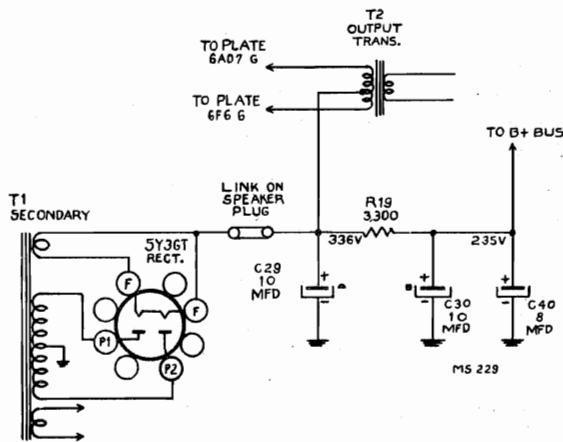 T2
OUTPUT
TRANS.
TO PLATE
6AD7 G
TO PLATE
6F6 G
TO B+ BUS
T1
SECONDARY
LINK ON
SPEAKER
PLUG
R19
3,300
5Y3GT
RECT.
336V
235V
F
F
P1
P2
C29
10
MFD
+
-
+
-
C30
10
MFD
+
-
C40
8
MFD
MS 229